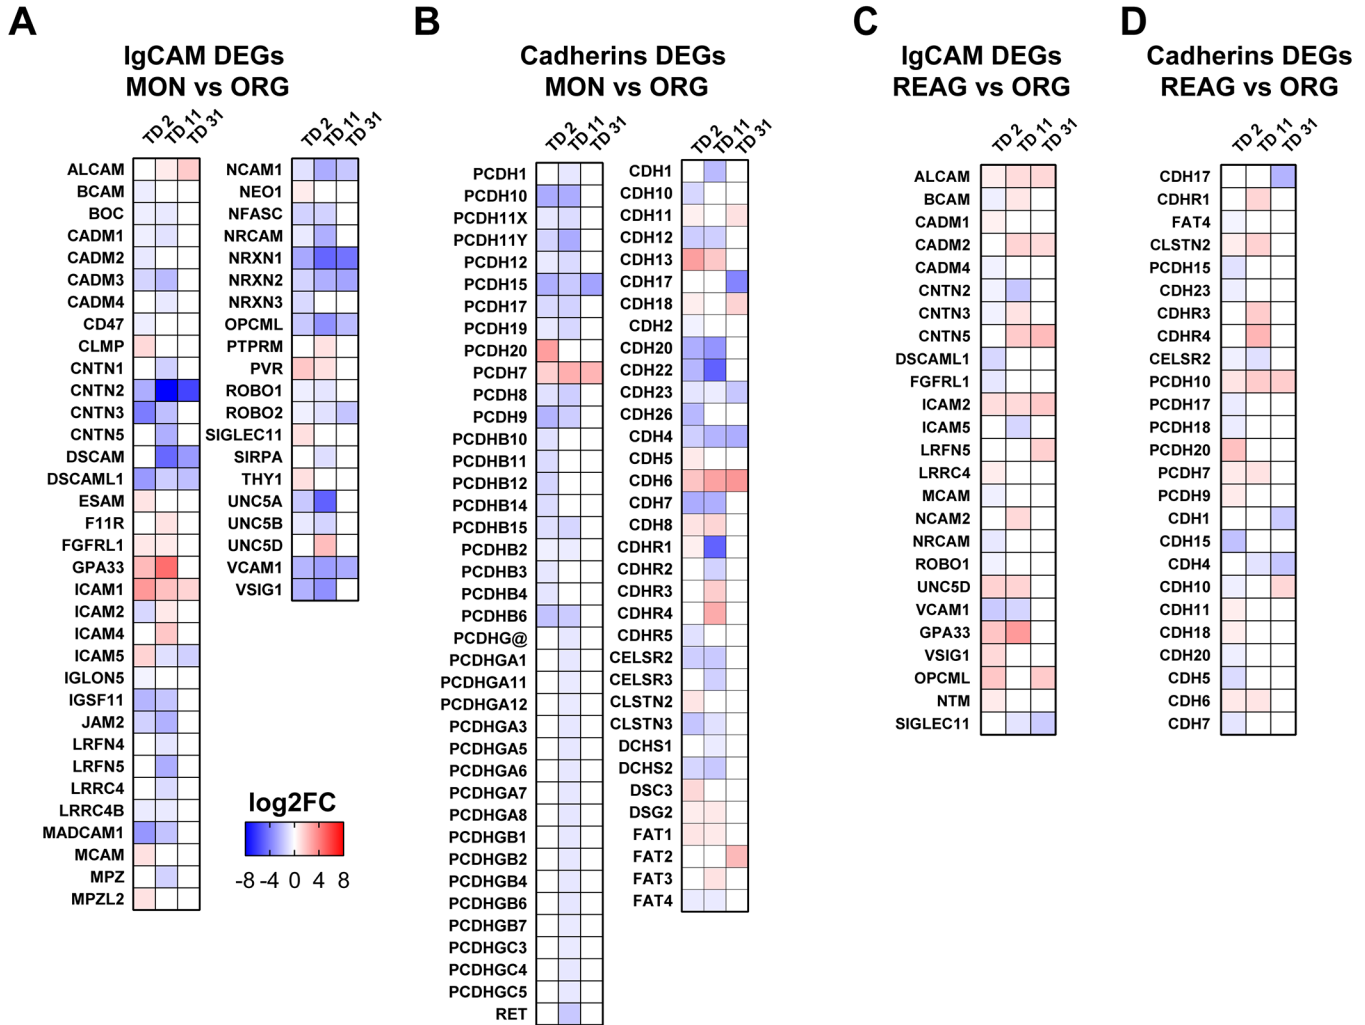 A
IgCAM DEGs
MON vs ORG
TD 2
TD 11
TD 31
ALCAM
BCAM
BOC
CADM1
CADM2
CADM3
CADM4
CD47
CLMP
CNTN1
CNTN2
CNTN3
CNTN5
DSCAM
DSCAML1
ESAM
F11R
FGFRL1
GPA33
ICAM1
ICAM2
ICAM4
ICAM5
IGLON5
IGSF11
JAM2
LRFN4
LRFN5
LRRC4
LRRC4B
MADCAM1
MCAM
MPZ
MPZL2
TD 2
TD 11
TD 31
NCAM1
NEO1
NFASC
NRCAM
NRXN1
NRXN2
NRXN3
OPCML
PTPRM
PVR
ROBO1
ROBO2
SIGLEC11
SIRPA
THY1
UNC5A
UNC5B
UNC5D
VCAM1
VSIG1
log2FC
-8 -4 0 4 8
B
Cadherins DEGs
MON vs ORG
TD 2
TD 11
TD 31
PCDH1
PCDH10
PCDH11X
PCDH11Y
PCDH12
PCDH15
PCDH17
PCDH19
PCDH20
PCDH7
PCDH8
PCDH9
PCDHB10
PCDHB11
PCDHB12
PCDHB14
PCDHB15
PCDHB2
PCDHB3
PCDHB4
PCDHB6
PCDHG@
PCDHGA1
PCDHGA11
PCDHGA12
PCDHGA3
PCDHGA5
PCDHGA6
PCDHGA7
PCDHGA8
PCDHGB1
PCDHGB2
PCDHGB4
PCDHGB6
PCDHGB7
PCDHGC3
PCDHGC4
PCDHGC5
RET
TD 2
TD 11
TD 31
CDH1
CDH10
CDH11
CDH12
CDH13
CDH17
CDH18
CDH2
CDH20
CDH22
CDH23
CDH26
CDH4
CDH5
CDH6
CDH7
CDH8
CDHR1
CDHR2
CDHR3
CDHR4
CDHR5
CELSR2
CELSR3
CLSTN2
CLSTN3
DCHS1
DCHS2
DSC3
DSG2
FAT1
FAT2
FAT3
FAT4
C
IgCAM DEGs
REAG vs ORG
TD 2
TD 11
TD 31
ALCAM
BCAM
CADM1
CADM2
CADM4
CNTN2
CNTN3
CNTN5
DSCAML1
FGFRL1
ICAM2
ICAM5
LRFN5
LRRC4
MCAM
NCAM2
NRCAM
ROBO1
UNC5D
VCAM1
GPA33
VSIG1
OPCML
NTM
SIGLEC11
D
Cadherins DEGs
REAG vs ORG
TD 2
TD 11
TD 31
CDH17
CDHR1
FAT4
CLSTN2
PCDH15
CDH23
CDHR3
CDHR4
CELSR2
PCDH10
PCDH17
PCDH18
PCDH20
PCDH7
PCDH9
CDH1
CDH15
CDH4
CDH10
CDH11
CDH18
CDH20
CDH5
CDH6
CDH7